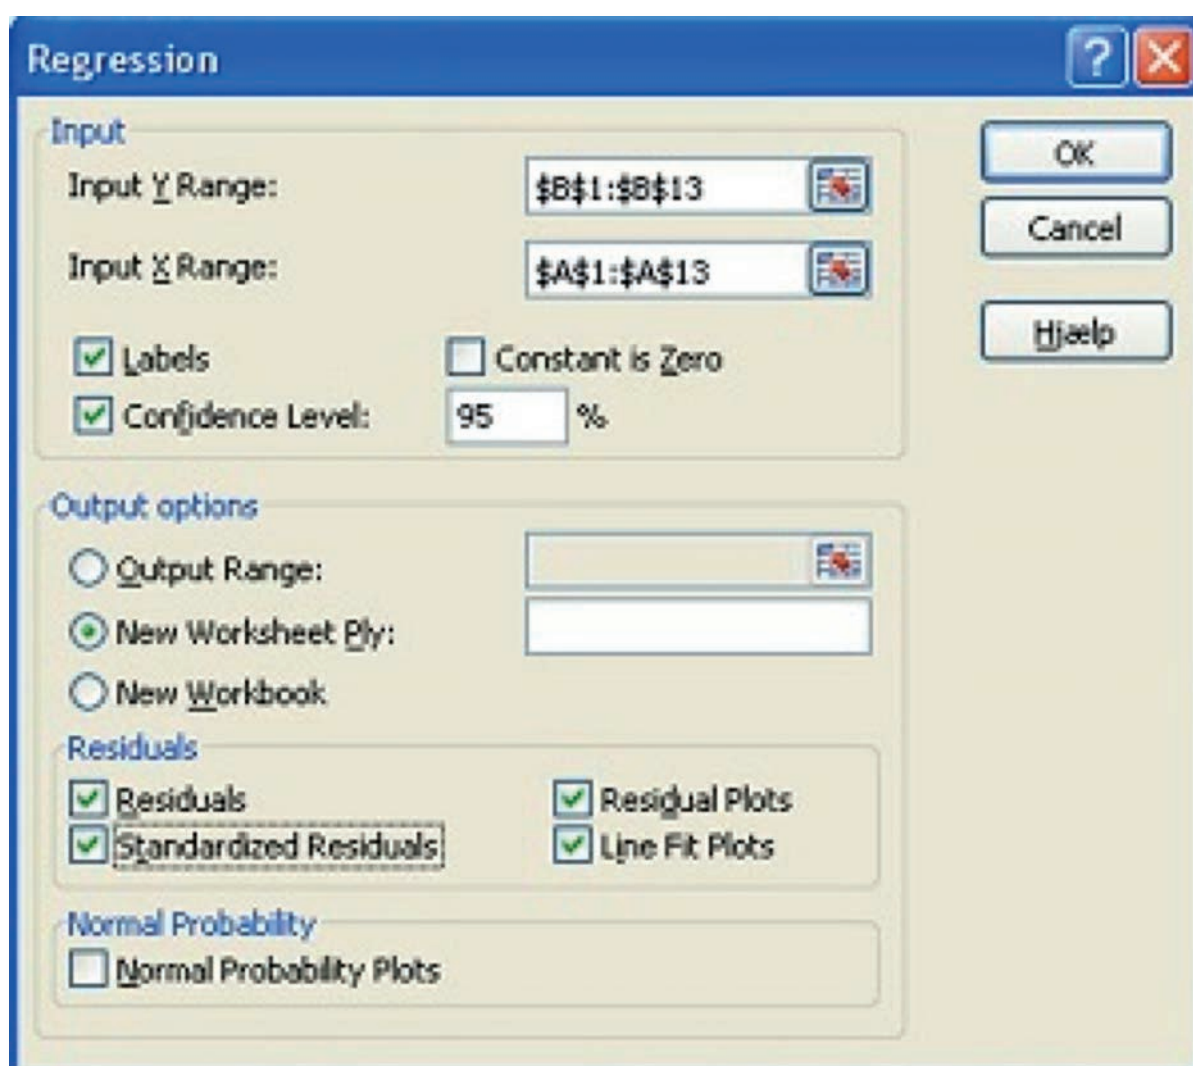 Regression
Input
OK
Input Y Range: $B$1:$B$13
Cancel
Input X Range: $A$1:$A$13
Hjælp
Labels Constant is Zero
Confidence Level: 95 %
Output options
Output Range:
New Worksheet Ply:
New Workbook
Residuals
Residuals Residual Plots
Standardized Residuals Line Fit Plots
Normal Probability
Normal Probability Plots